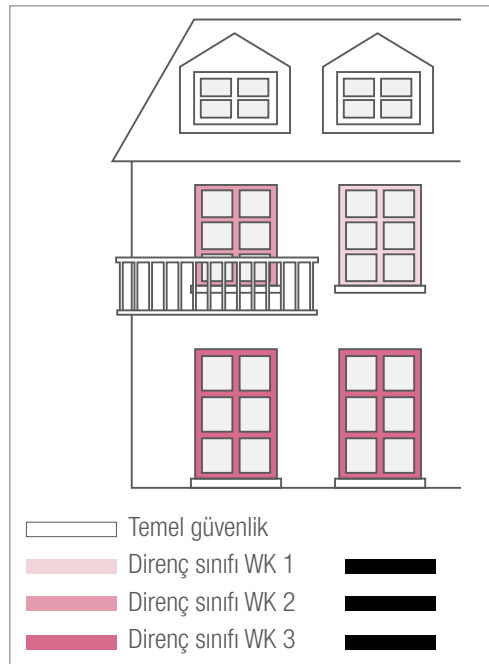 Temel güvenlik
Direnç sınıfı WK 1
Direnç sınıfı WK 2
Direnç sınıfı WK 3